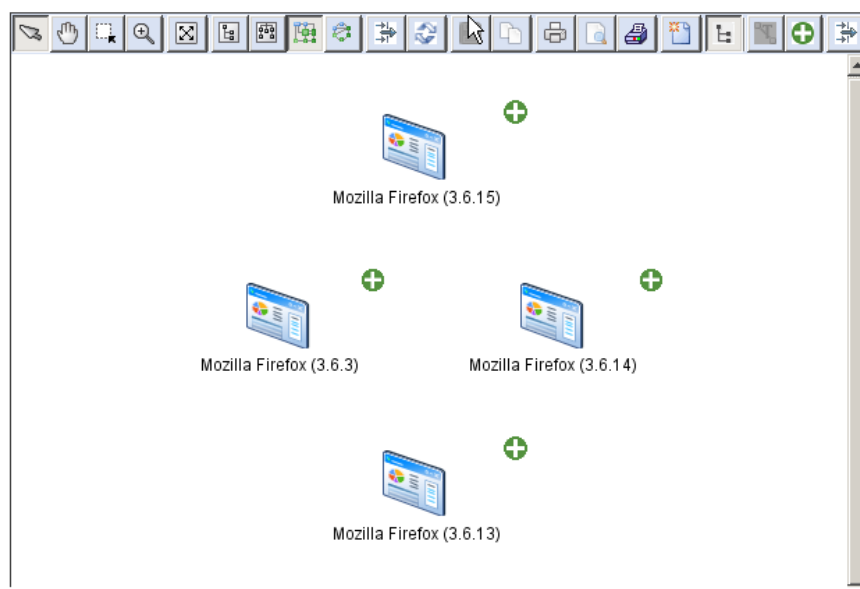 Mozilla Firefox (3.6.15)
Mozilla Firefox (3.6.3)
Mozilla Firefox (3.6.14)
Mozilla Firefox (3.6.13)